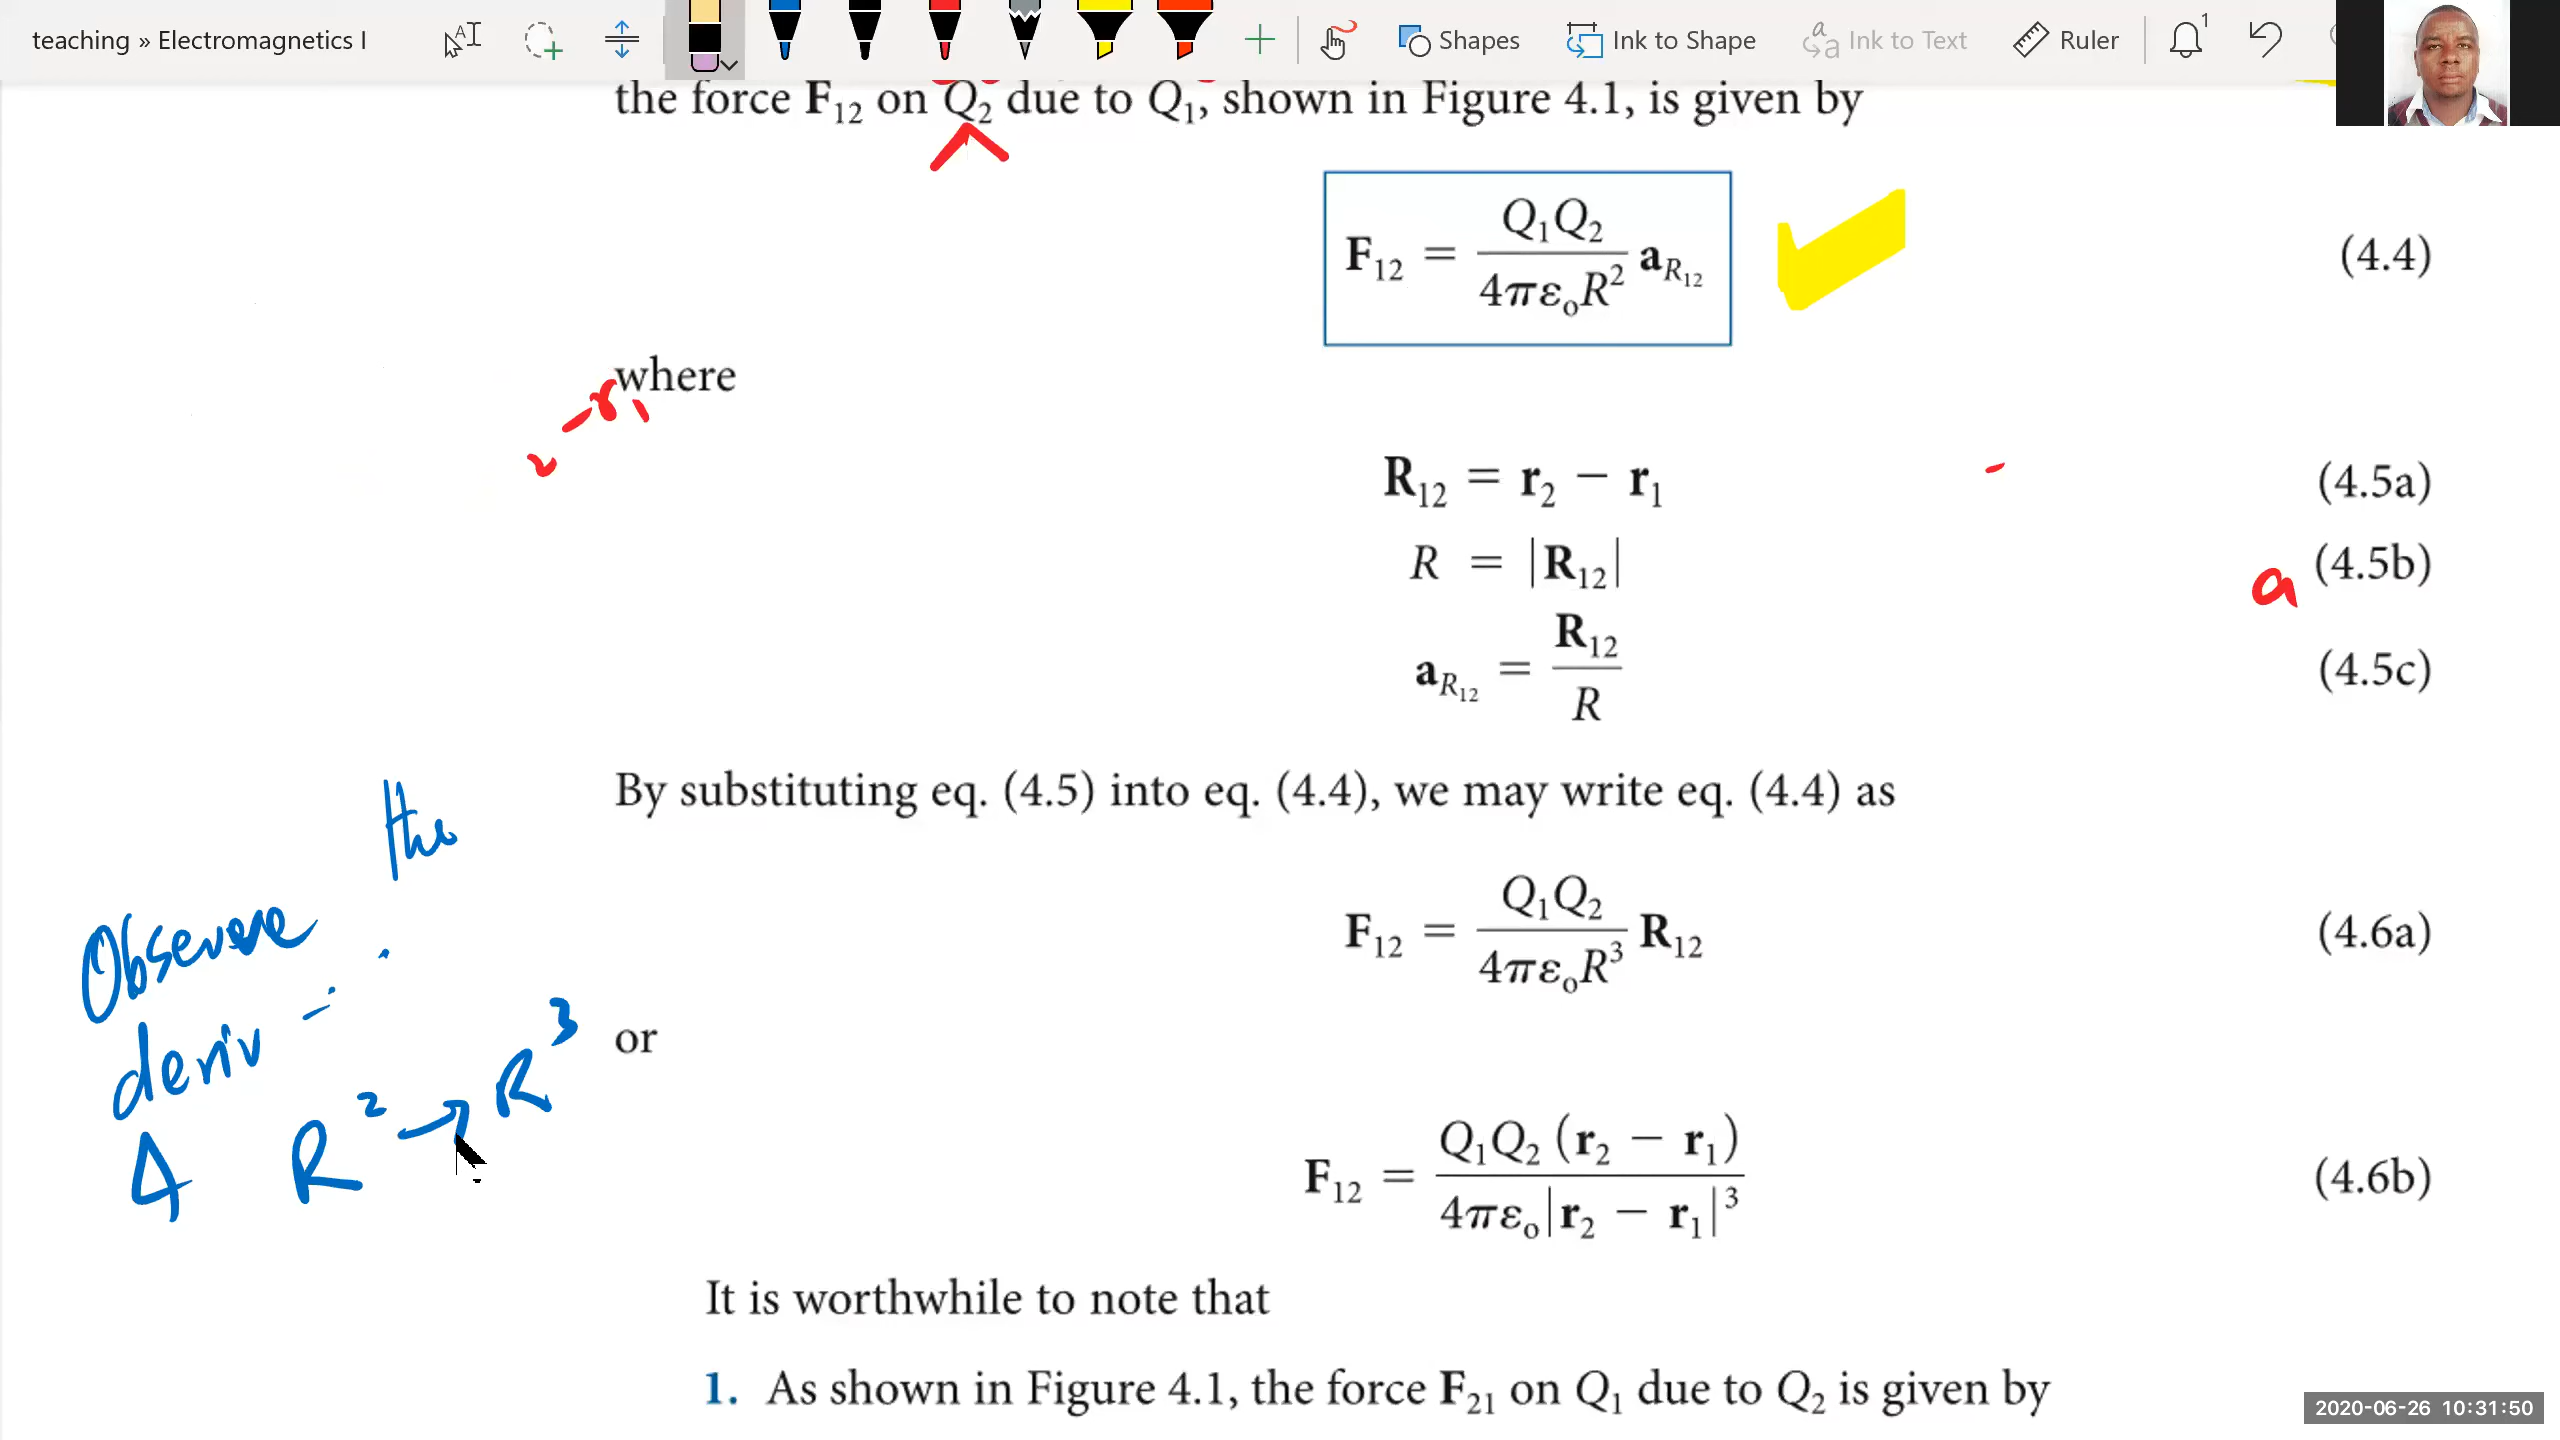 teaching » Electromagnetics I
Shapes
Ink to Shape
Ink to Text
Ruler
1
the force F₁₂ on Q₂ due to Q₁, shown in Figure 4.1, is given by
F₁₂ = Q₁Q₂ / 4πεₒR² a_R₁₂ (4.4)
where
2 - r₁
R₁₂ = r₂ − r₁ (4.5a)
R = |R₁₂| (4.5b)
a
a_R₁₂ = R₁₂ / R (4.5c)
By substituting eq. (4.5) into eq. (4.4), we may write eq. (4.4) as
the
F₁₂ = Q₁Q₂ / 4πεₒR³ R₁₂ (4.6a)
Observe
deriv
or
R² → R³
F₁₂ = Q₁Q₂ (r₂ − r₁) / 4πεₒ|r₂ − r₁|³ (4.6b)
It is worthwhile to note that
1. As shown in Figure 4.1, the force F₂₁ on Q₁ due to Q₂ is given by
2020-06-26 10:31:50